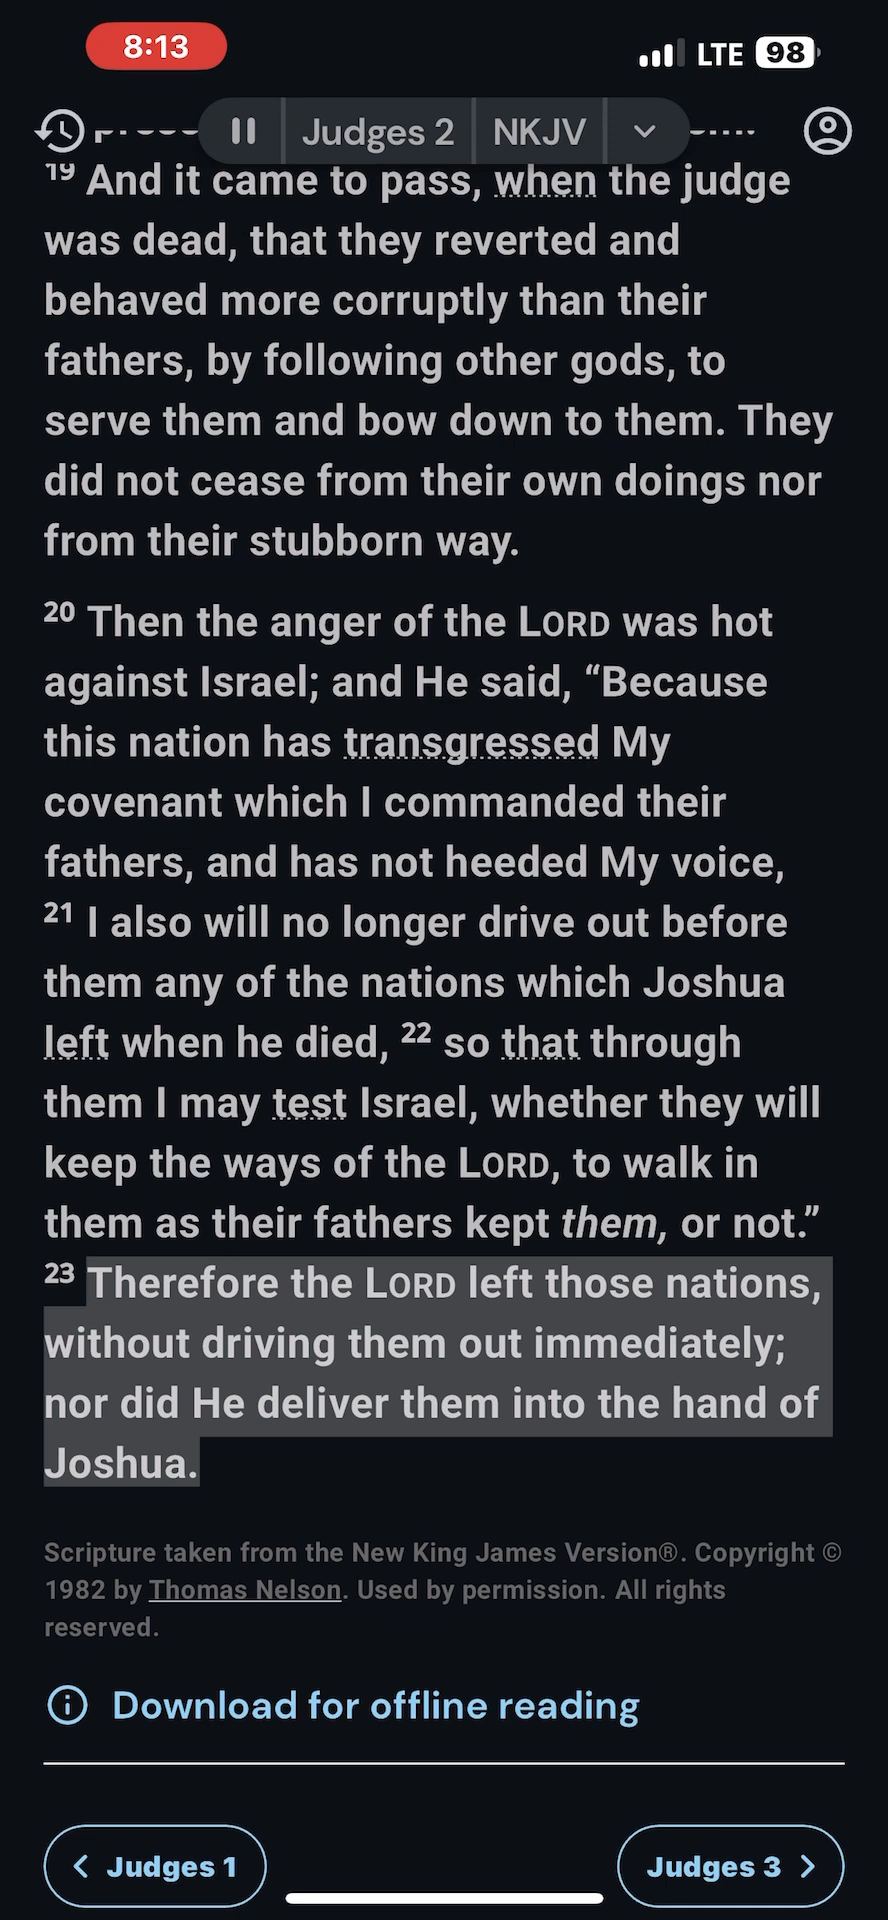 8:13
LTE 98
Judges 2 NKJV
19 And it came to pass, when the judge
was dead, that they reverted and
behaved more corruptly than their
fathers, by following other gods, to
serve them and bow down to them. They
did not cease from their own doings nor
from their stubborn way.
20 Then the anger of the LORD was hot
against Israel; and He said, “Because
this nation has transgressed My
covenant which I commanded their
fathers, and has not heeded My voice,
21 I also will no longer drive out before
them any of the nations which Joshua
left when he died, 22 so that through
them I may test Israel, whether they will
keep the ways of the LORD, to walk in
them as their fathers kept them, or not.”
23 Therefore the LORD left those nations,
without driving them out immediately;
nor did He deliver them into the hand of
Joshua.
Scripture taken from the New King James Version®. Copyright ©
1982 by Thomas Nelson. Used by permission. All rights
reserved.
Download for offline reading
Judges 1
Judges 3